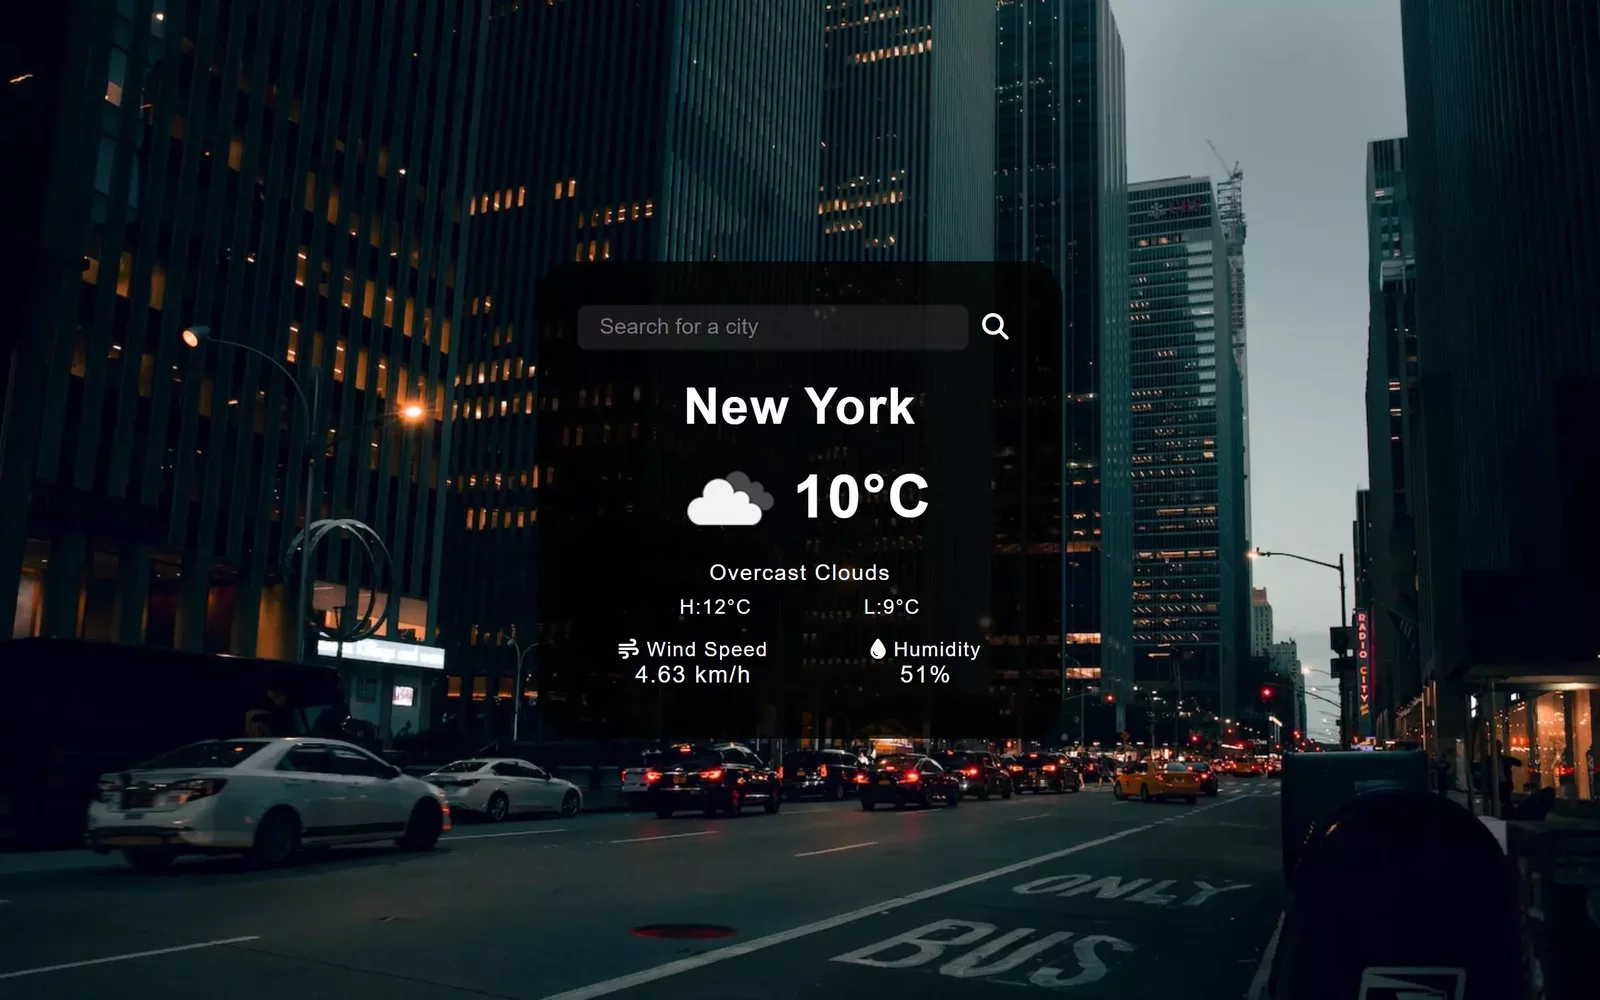 Search for a city
New York
10°C
Overcast Clouds
H:12°C L:9°C
Wind Speed Humidity
4.63 km/h 51%
RADIO CITY
ONLY
BUS